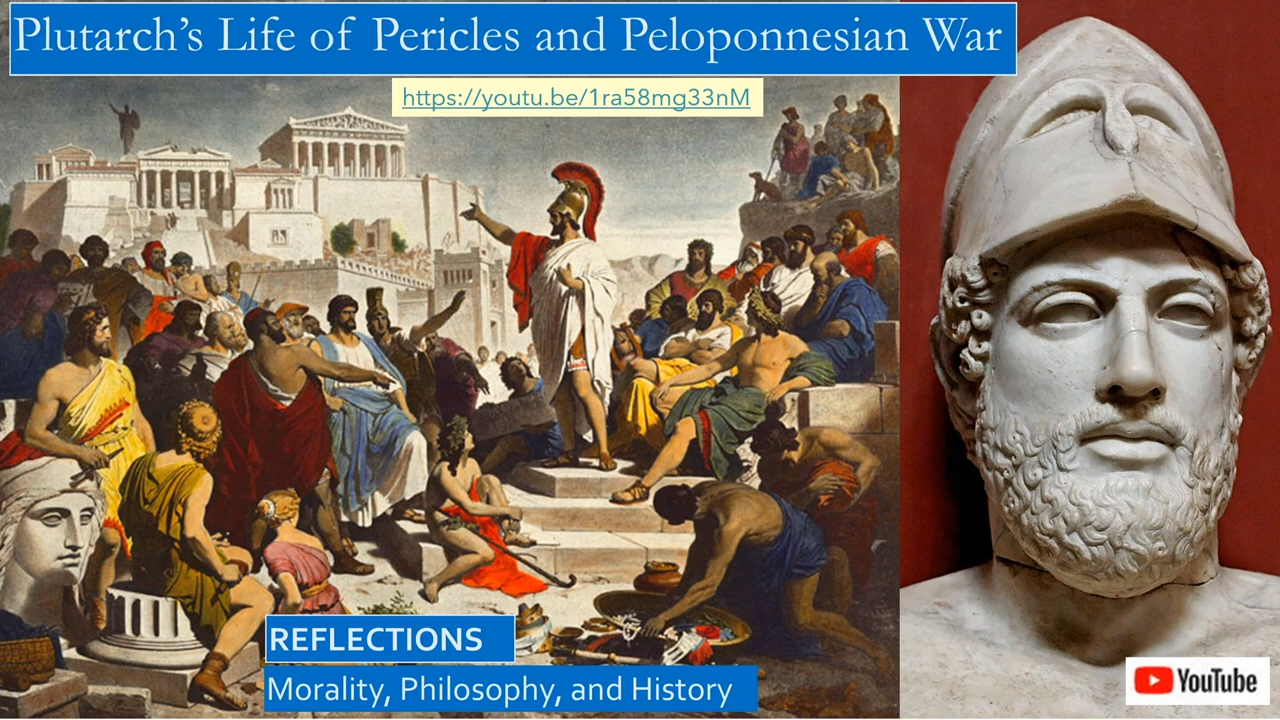 Plutarch’s Life of Pericles and Peloponnesian War
https://youtu.be/1ra58mg33nM
REFLECTIONS
Morality, Philosophy, and History
YouTube